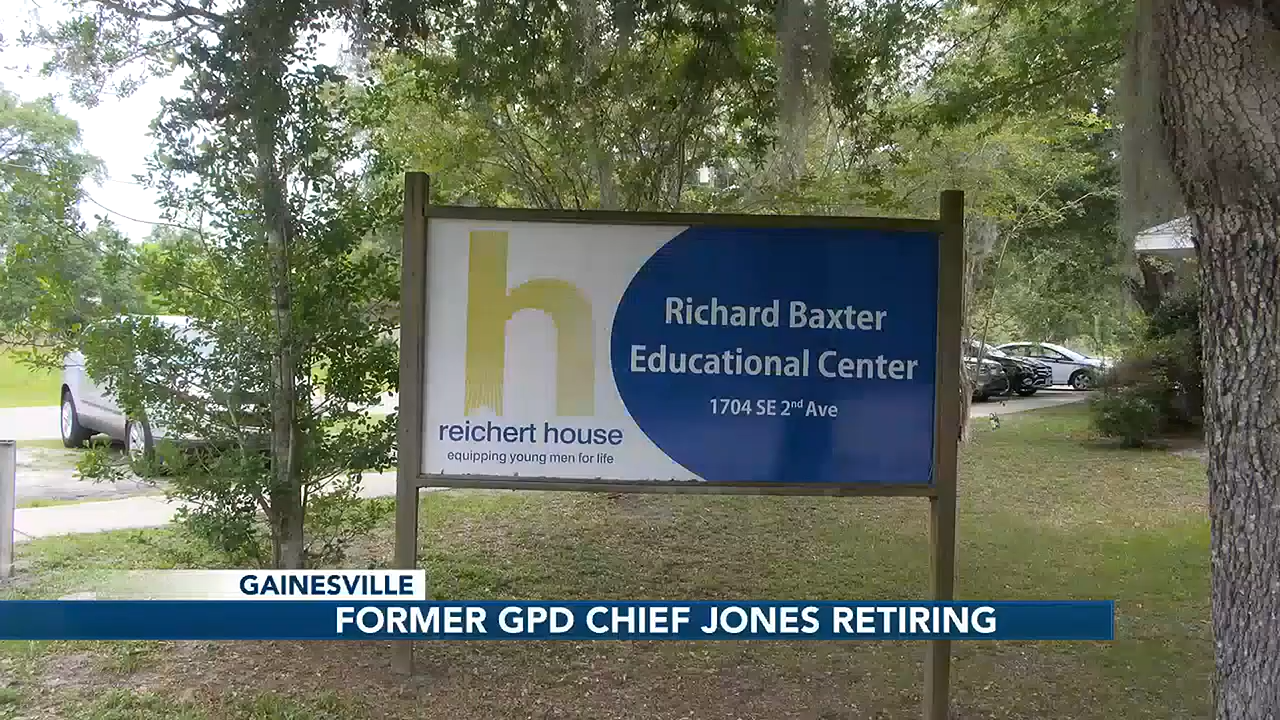 h
reichert house
equipping young men for life
Richard Baxter
Educational Center
1704 SE 2nd Ave
GAINESVILLE
FORMER GPD CHIEF JONES RETIRING